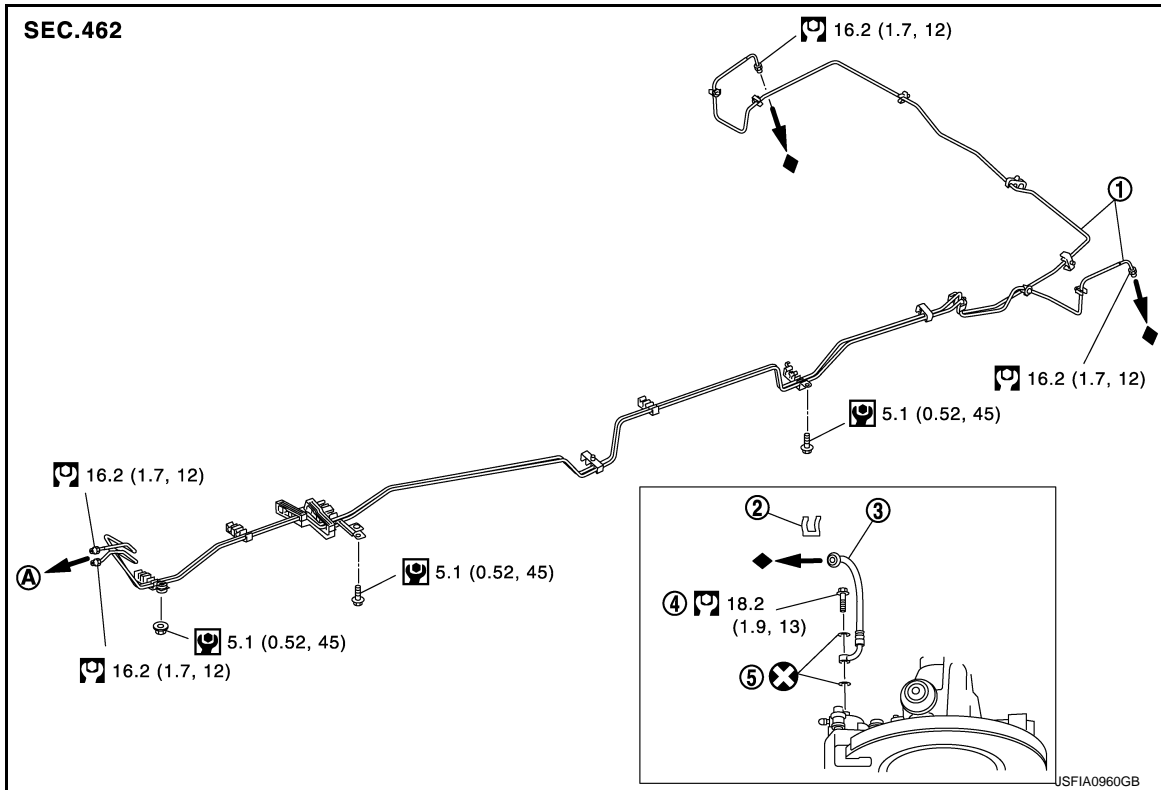 SEC.462
16.2 (1.7, 12)
1
16.2 (1.7, 12)
5.1 (0.52, 45)
16.2 (1.7, 12)
A
5.1 (0.52, 45)
5.1 (0.52, 45)
16.2 (1.7, 12)
2
3
4
18.2
(1.9, 13)
5
JSFIA0960GB